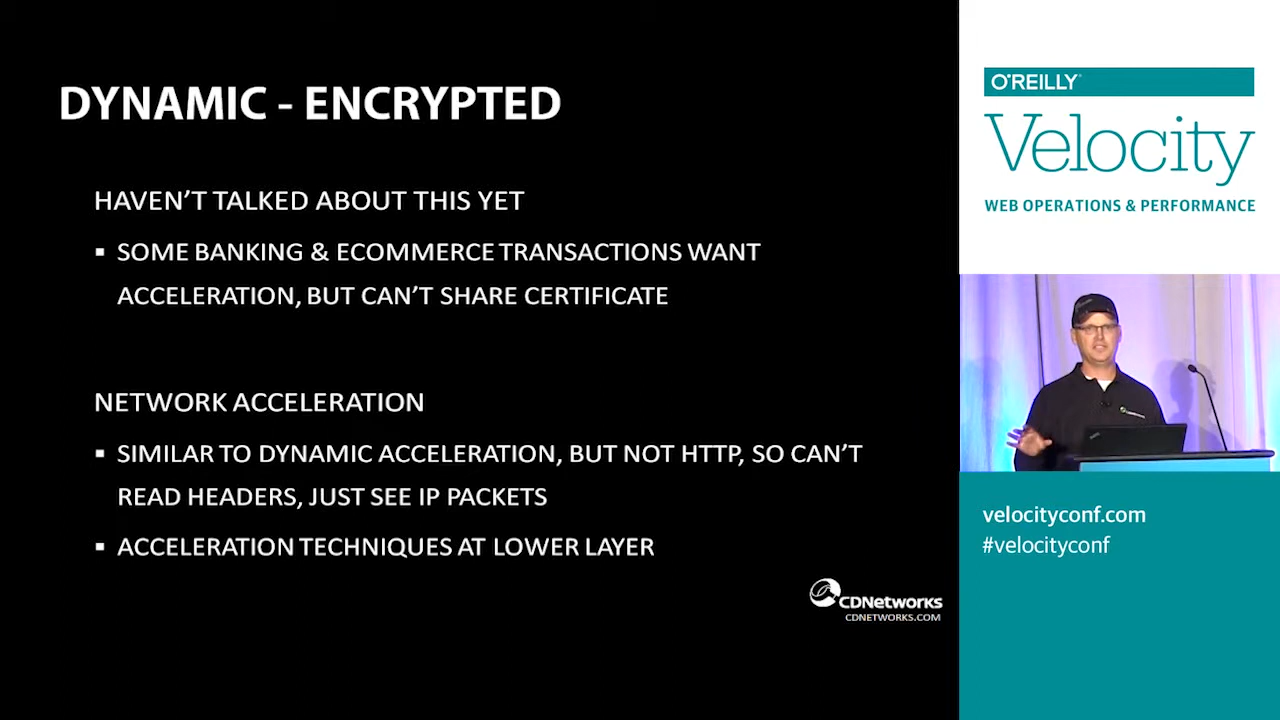 DYNAMIC - ENCRYPTED
HAVEN'T TALKED ABOUT THIS YET
▪ SOME BANKING & ECOMMERCE TRANSACTIONS WANT
ACCELERATION, BUT CAN'T SHARE CERTIFICATE
NETWORK ACCELERATION
▪ SIMILAR TO DYNAMIC ACCELERATION, BUT NOT HTTP, SO CAN'T
READ HEADERS, JUST SEE IP PACKETS
▪ ACCELERATION TECHNIQUES AT LOWER LAYER
CDNetworks
CDNETWORKS.COM
O'REILLY
Velocity
WEB OPERATIONS & PERFORMANCE
velocityconf.com
#velocityconf